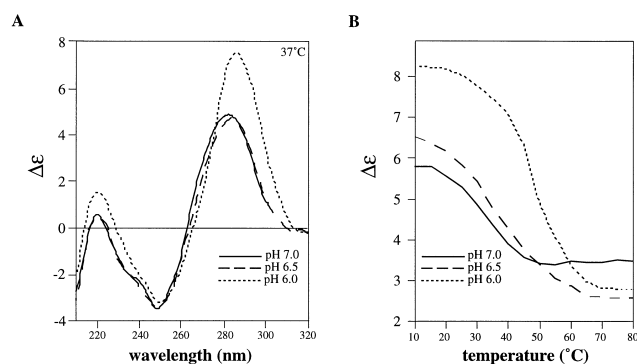 A
B
37°C
8
6
4
2
0
-2
-4
Δε
pH 7.0
pH 6.5
pH 6.0
220
240
260
280
300
320
wavelength (nm)
8
7
6
5
4
3
2
Δε
pH 7.0
pH 6.5
pH 6.0
10
20
30
40
50
60
70
80
temperature (°C)